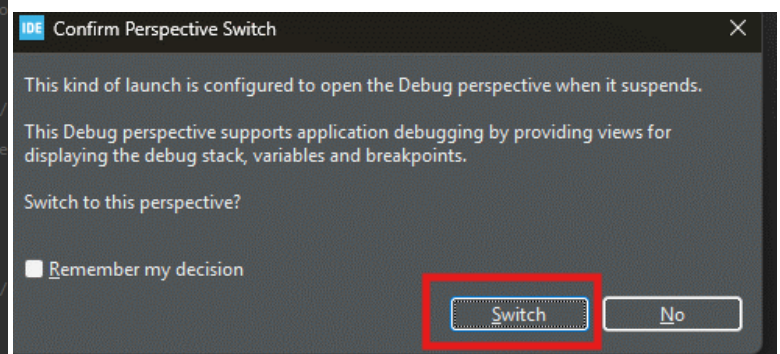 IDE Confirm Perspective Switch
This kind of launch is configured to open the Debug perspective when it suspends.
This Debug perspective supports application debugging by providing views for
displaying the debug stack, variables and breakpoints.
Switch to this perspective?
Remember my decision
Switch No